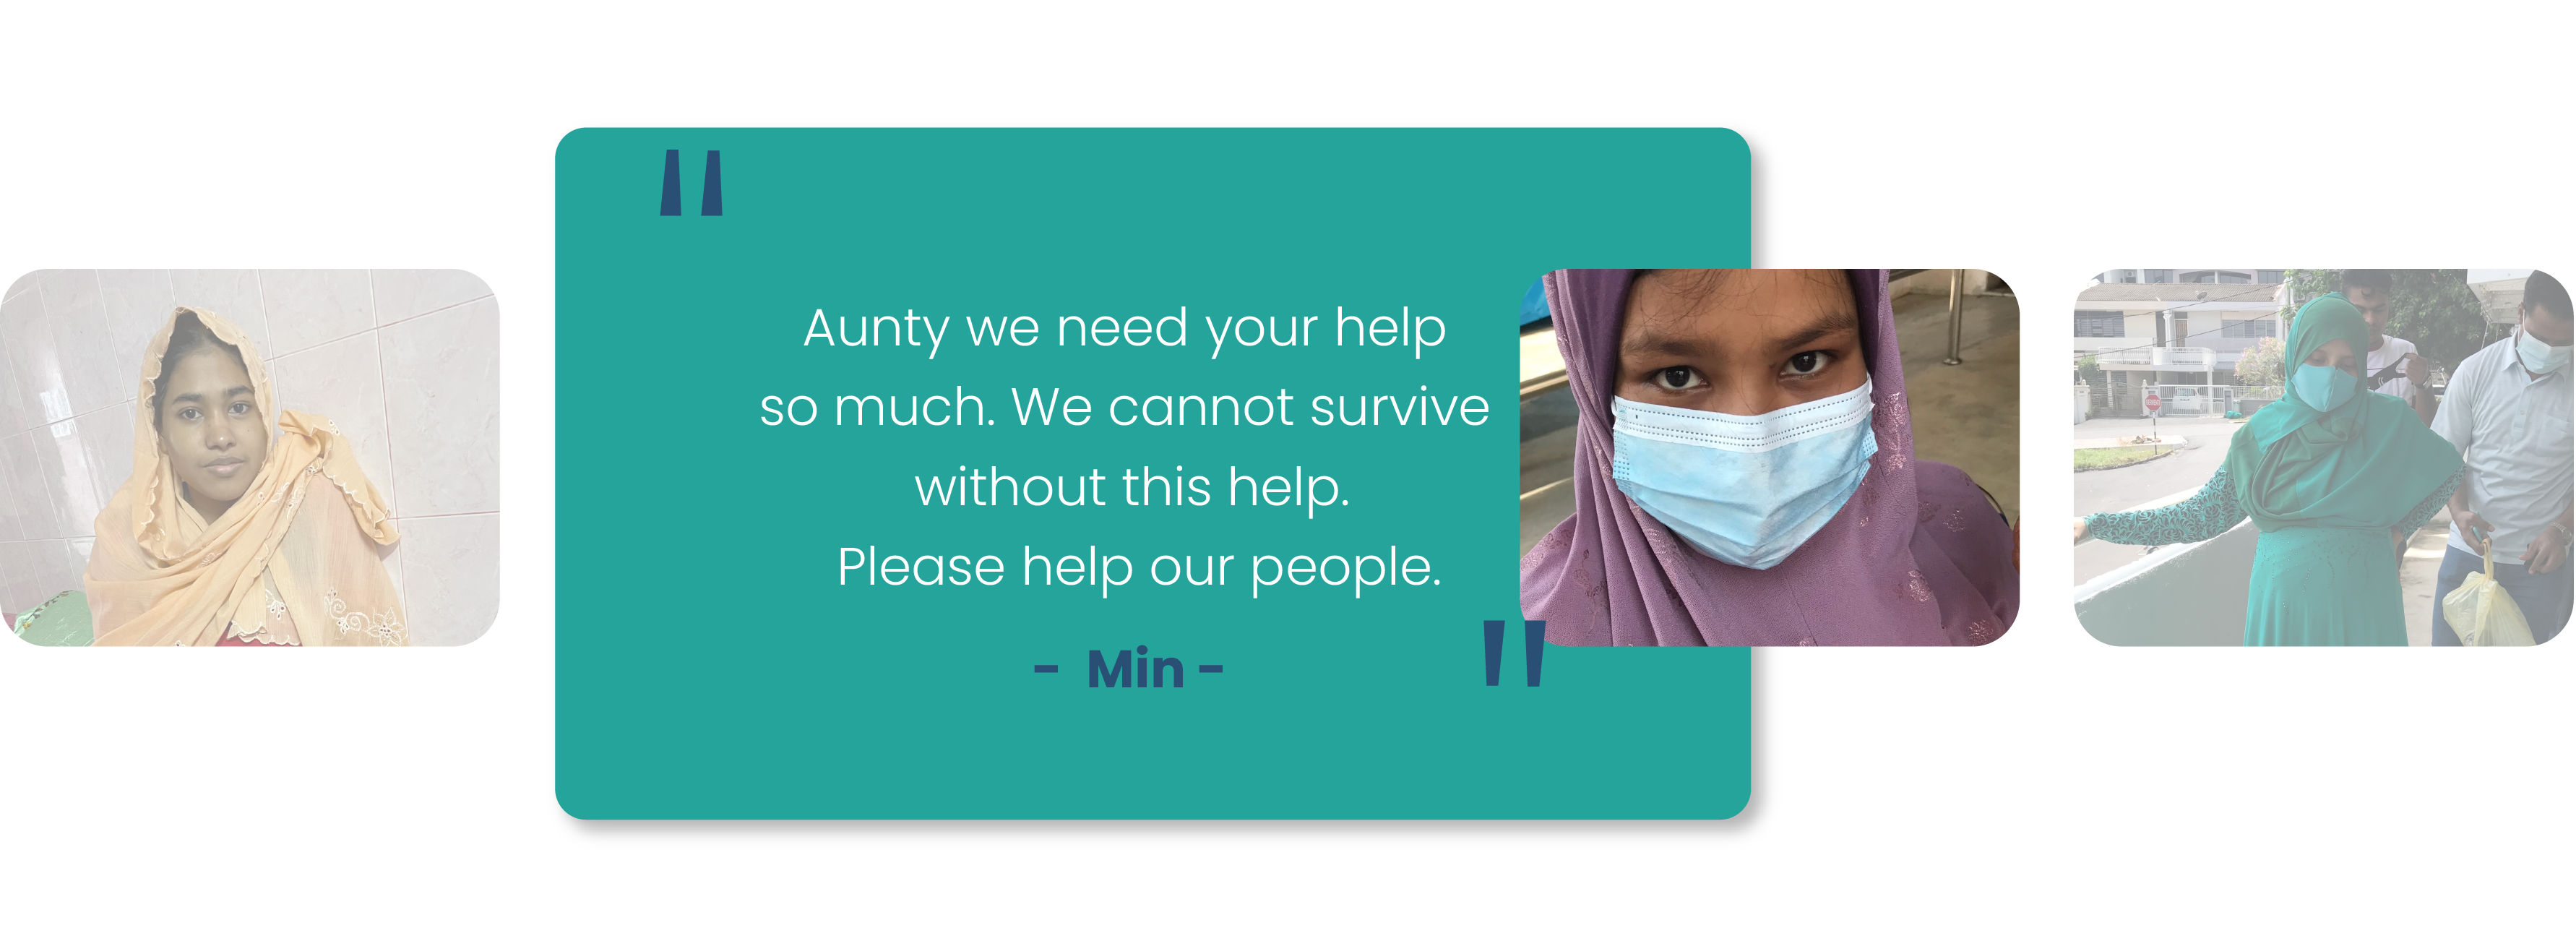 "
Aunty we need your help
so much. We cannot survive
without this help.
Please help our people.
- Min -
"